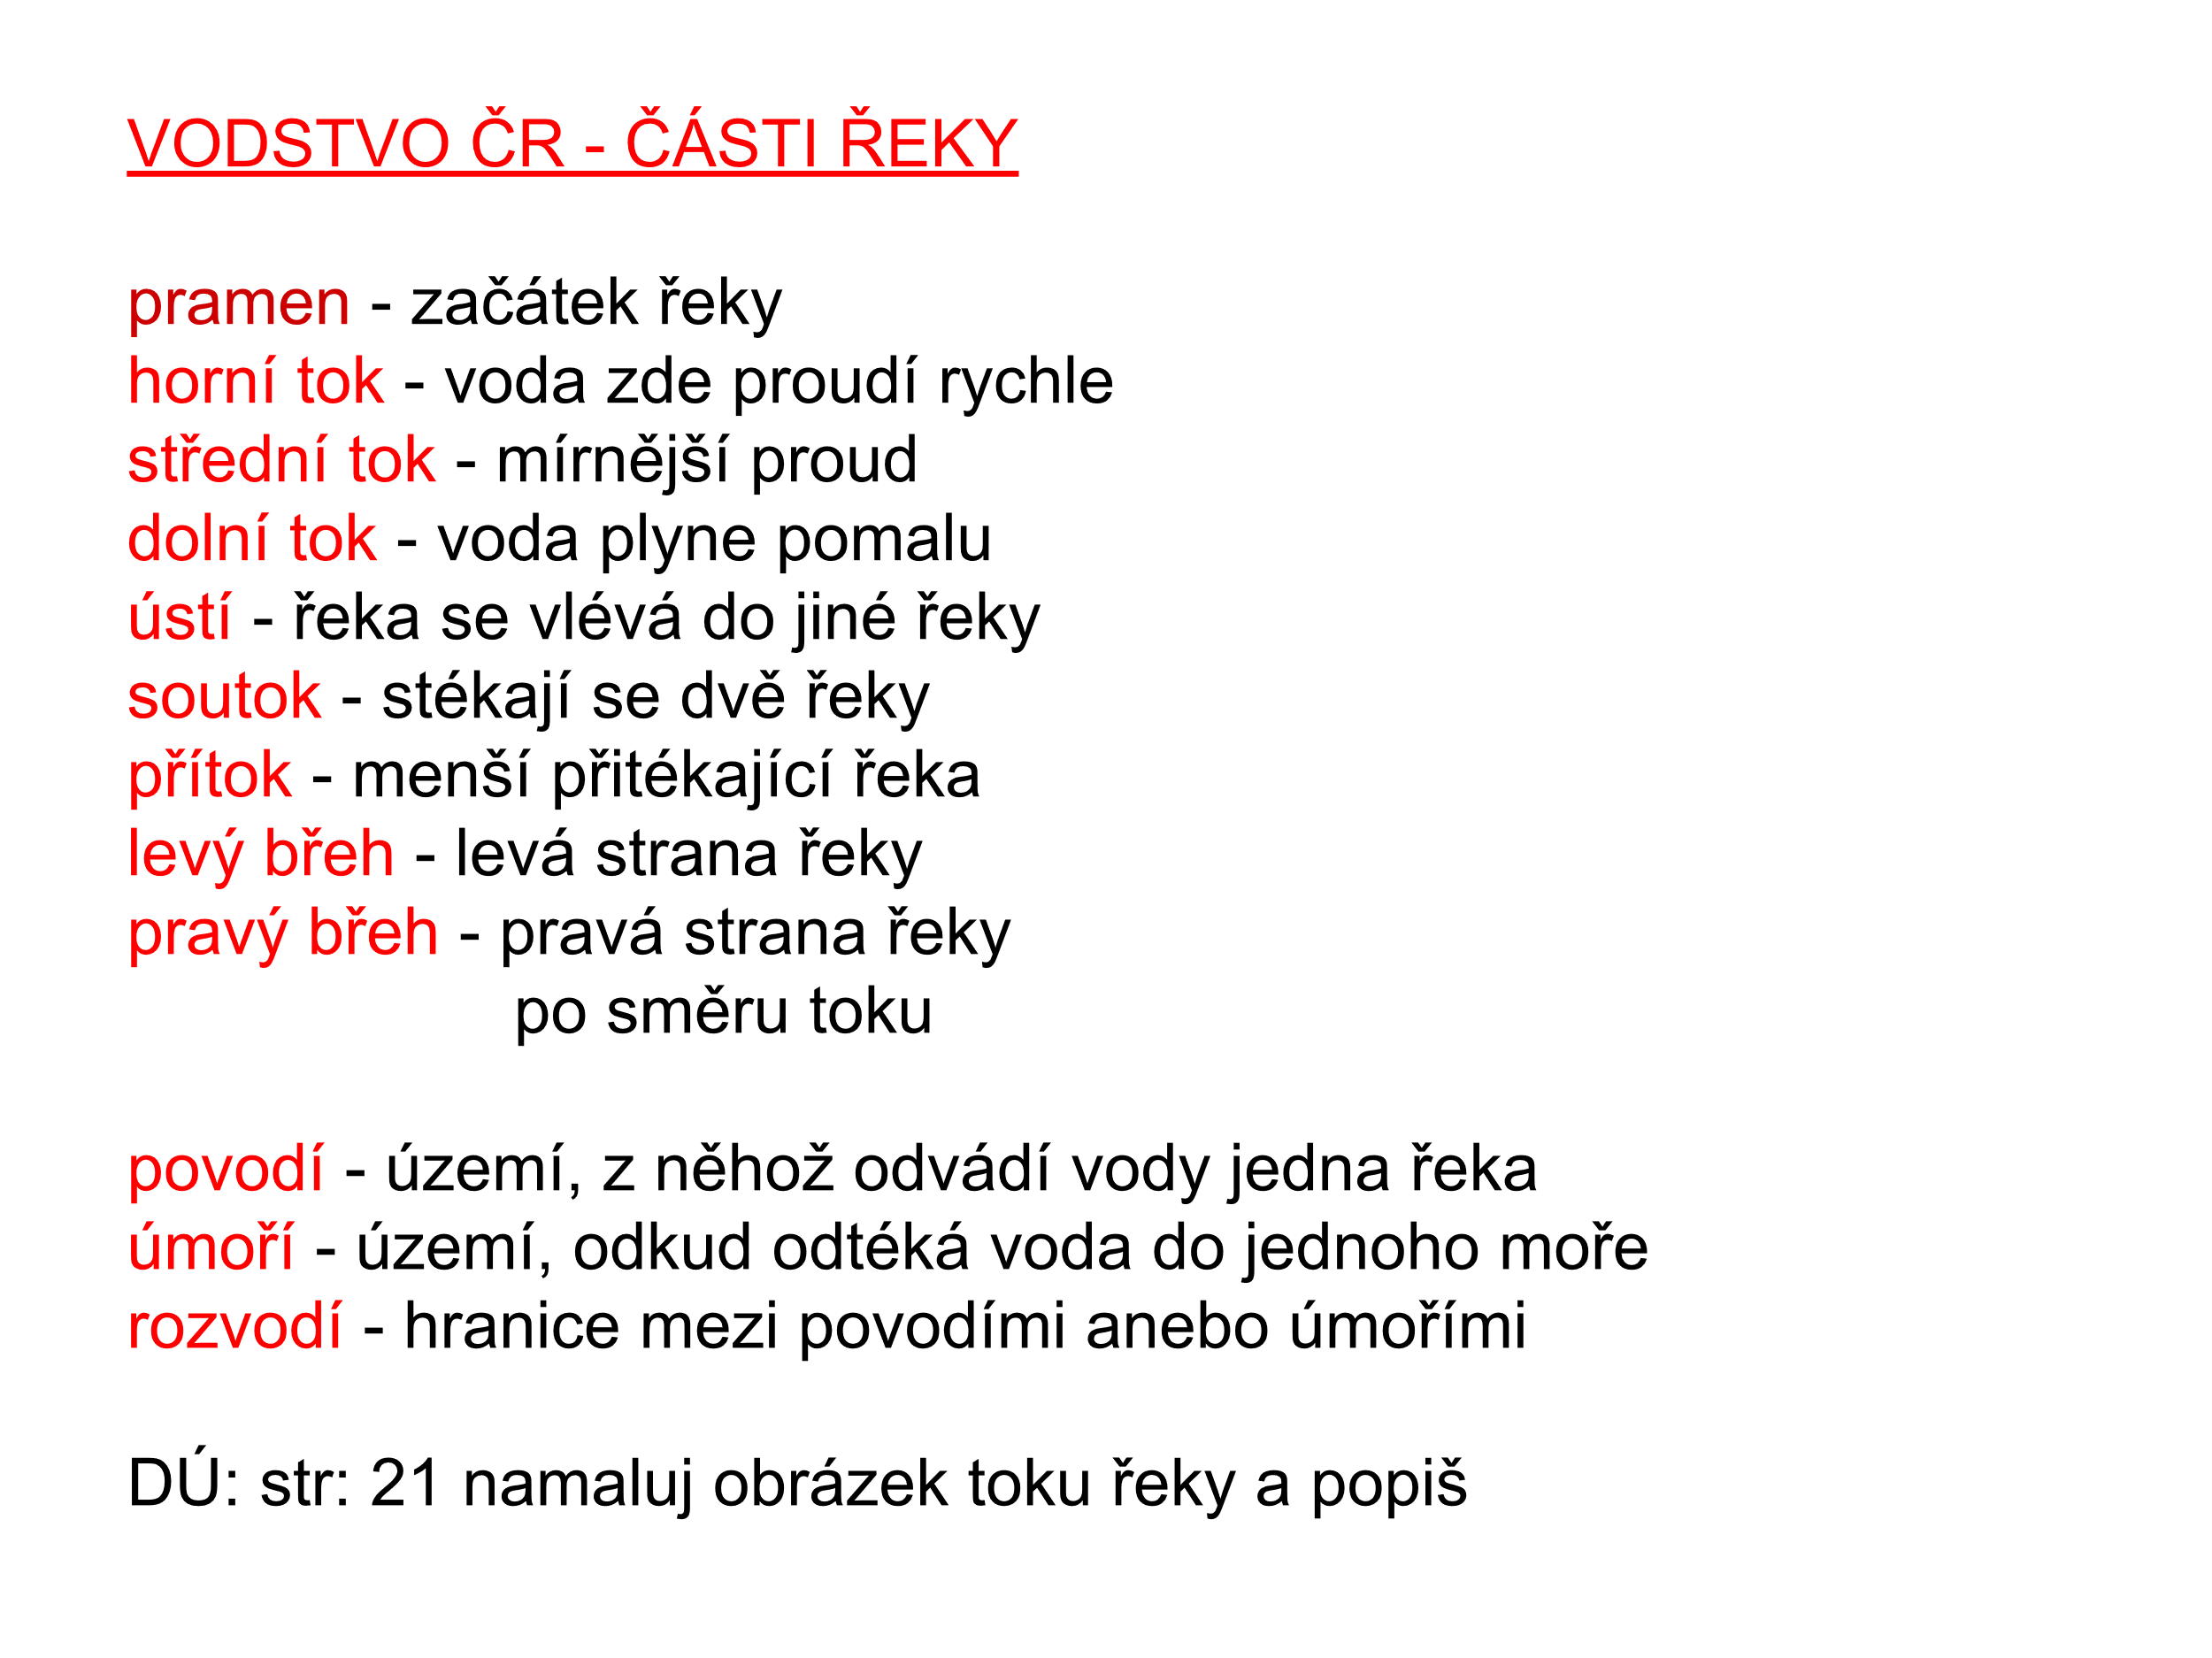 VODSTVO ČR - ČÁSTI ŘEKY
pramen - začátek řeky
horní tok - voda zde proudí rychle
střední tok - mírnější proud
dolní tok - voda plyne pomalu
ústí - řeka se vlévá do jiné řeky
soutok - stékají se dvě řeky
přítok - menší přitékající řeka
levý břeh - levá strana řeky
pravý břeh - pravá strana řeky
po směru toku
povodí - území, z něhož odvádí vody jedna řeka
úmoří - území, odkud odtéká voda do jednoho moře
rozvodí - hranice mezi povodími anebo úmořími
DÚ: str: 21 namaluj obrázek toku řeky a popiš